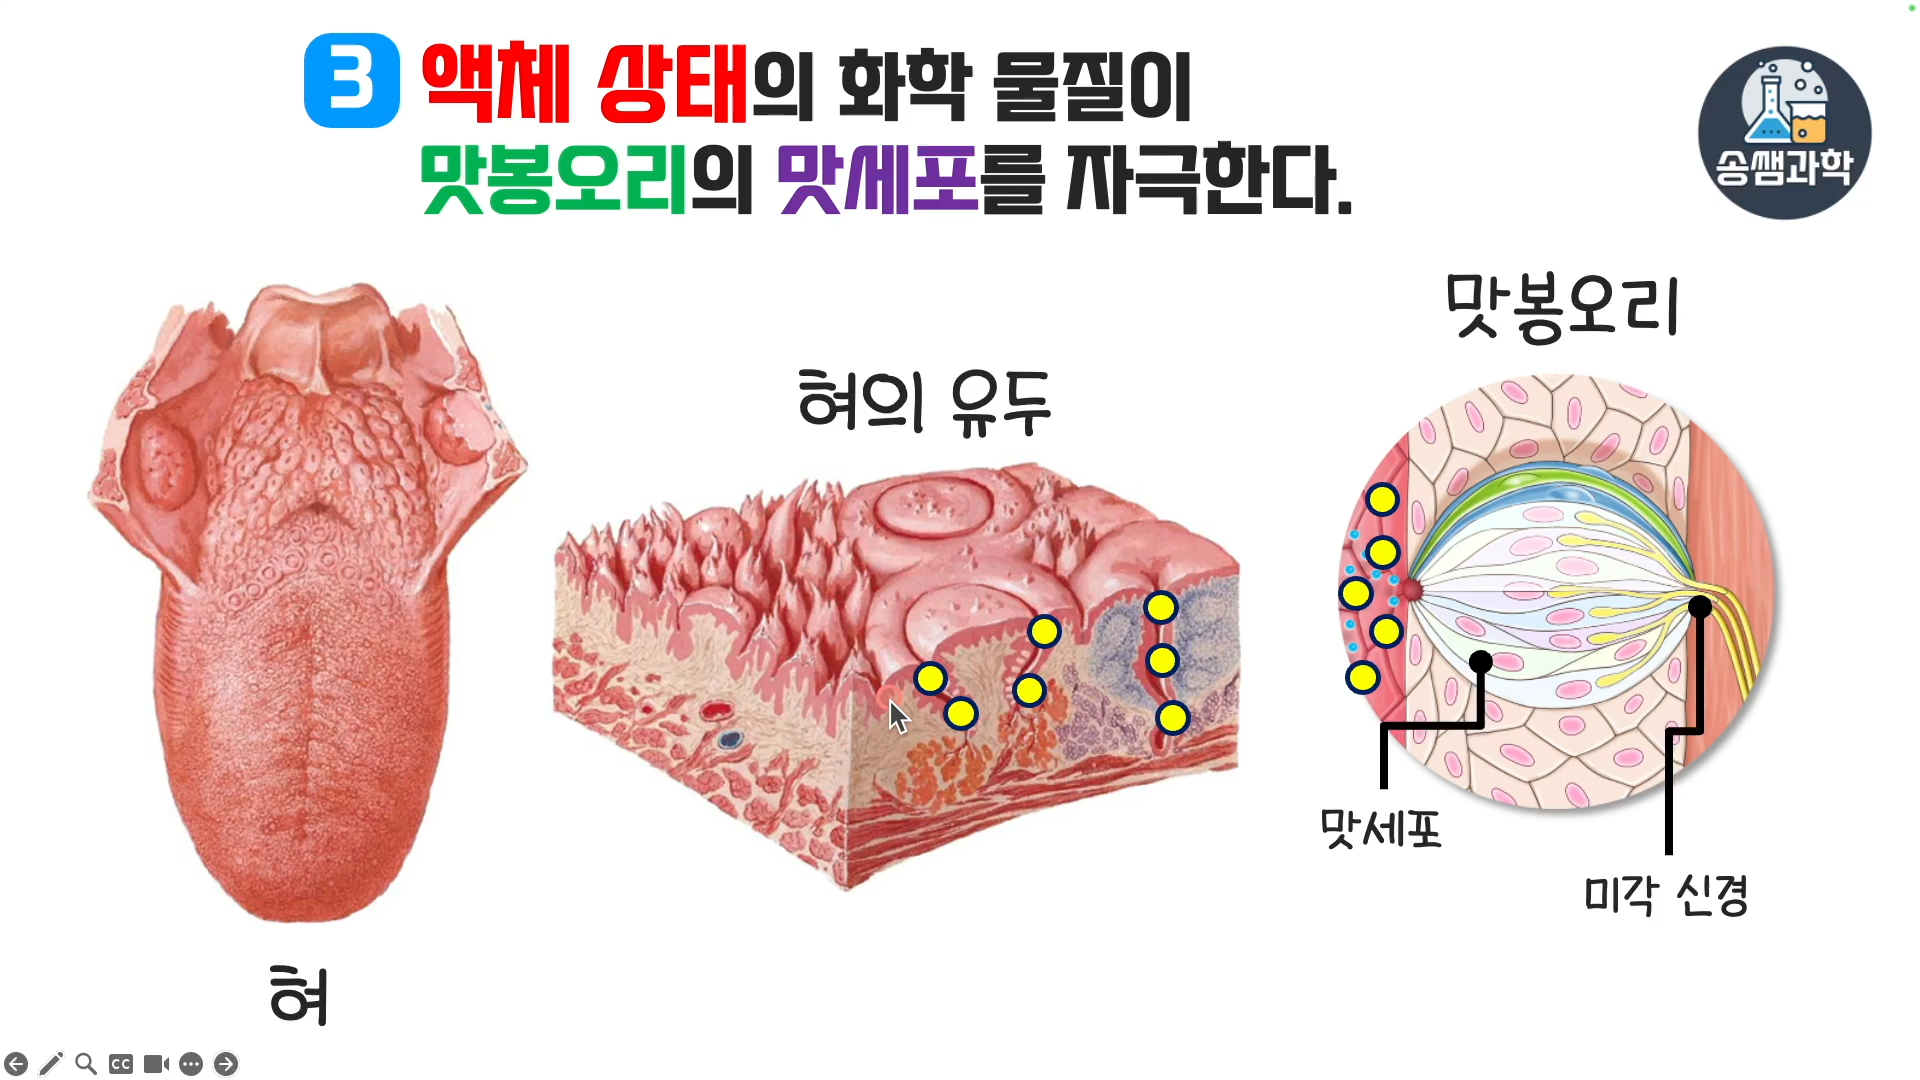 3 액체 상태의 화학 물질이
맛봉오리의 맛세포를 자극한다.
송쌤과학
맛봉오리
혀의 유두
맛세포
미각 신경
혀
CC